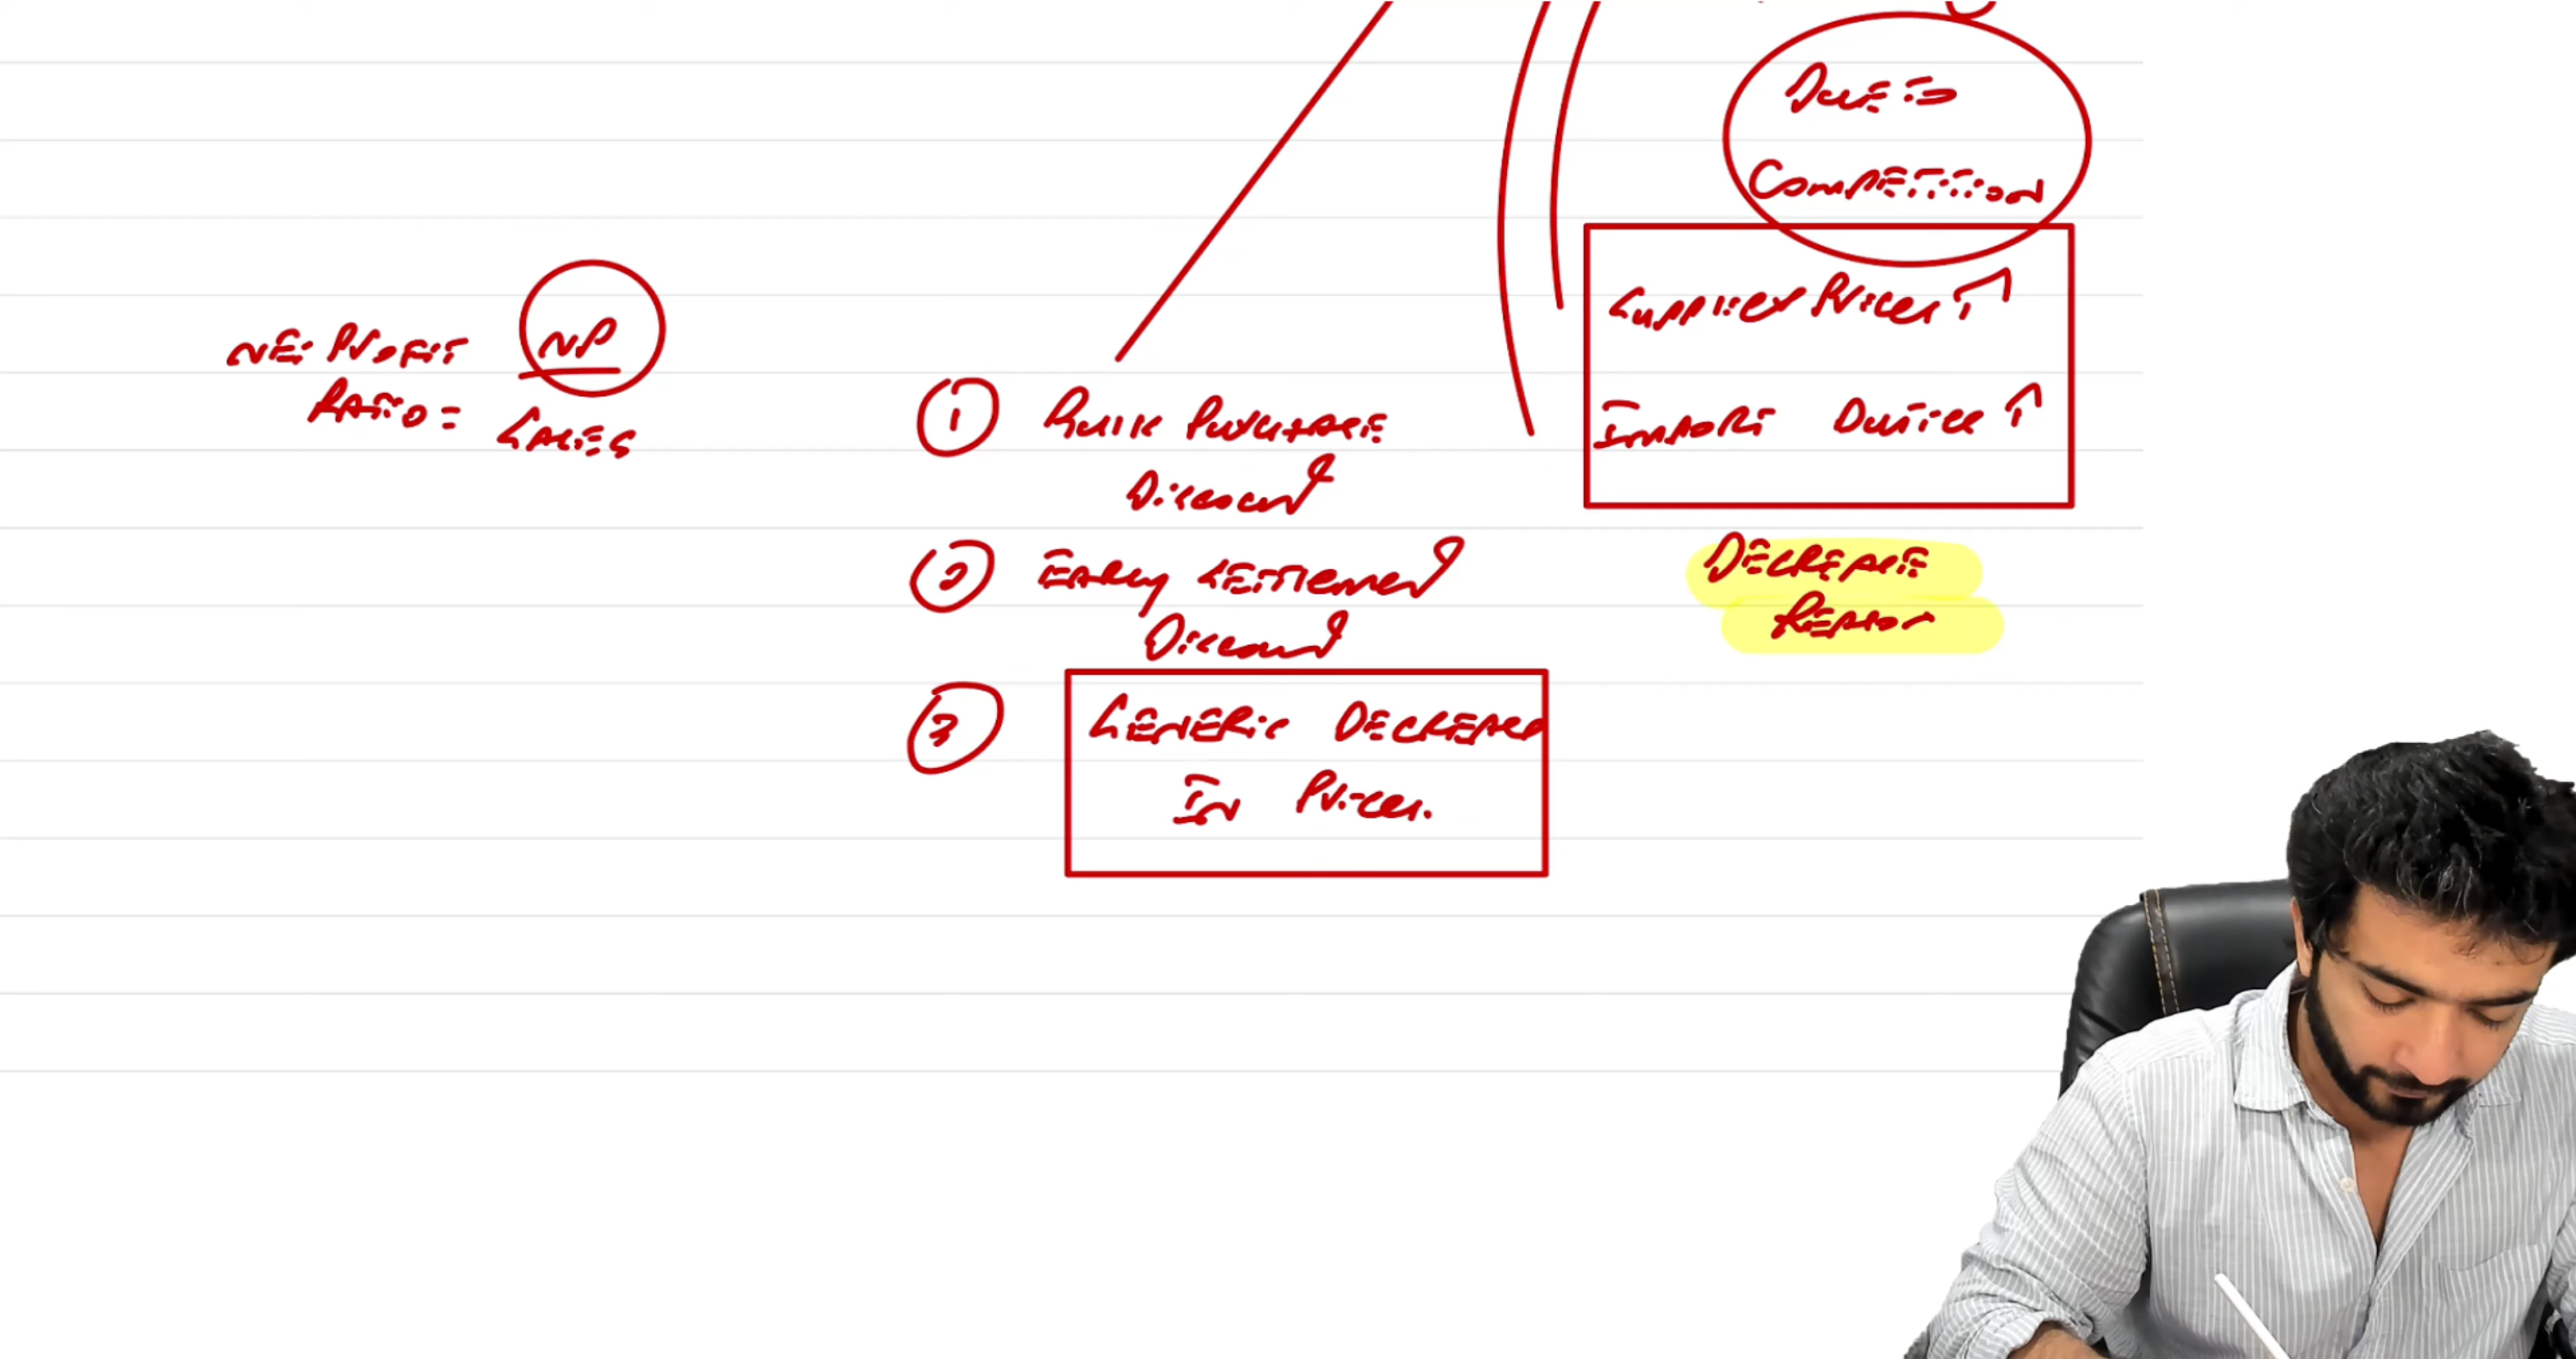 DUE TO
COMPETITION
SUPPLIER PRICES ↑
IMPORT DUTIES ↑
DECREASE
REASON
NET PROFIT
RATIO =
NP
SALES
① BULK PURCHASE
DISCOUNT
② EARLY SETTLEMENT
DISCOUNT
③ GENERIC DECREASE
IN PRICES.